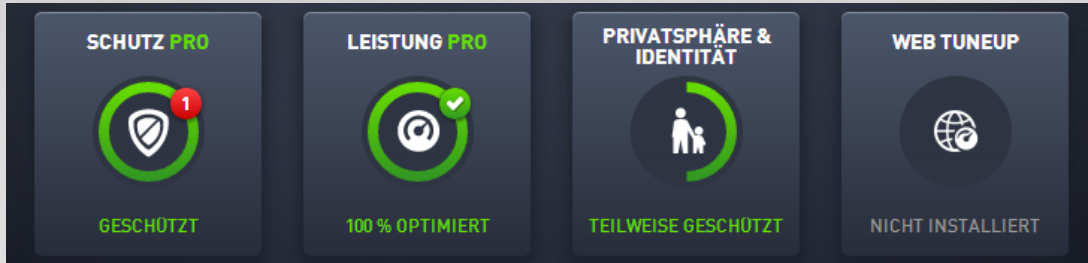 SCHUTZ PRO
1
GESCHÜTZT
LEISTUNG PRO
100 % OPTIMIERT
PRIVATSPHÄRE &
IDENTITÄT
TEILWEISE GESCHÜTZT
WEB TUNEUP
NICHT INSTALLIERT